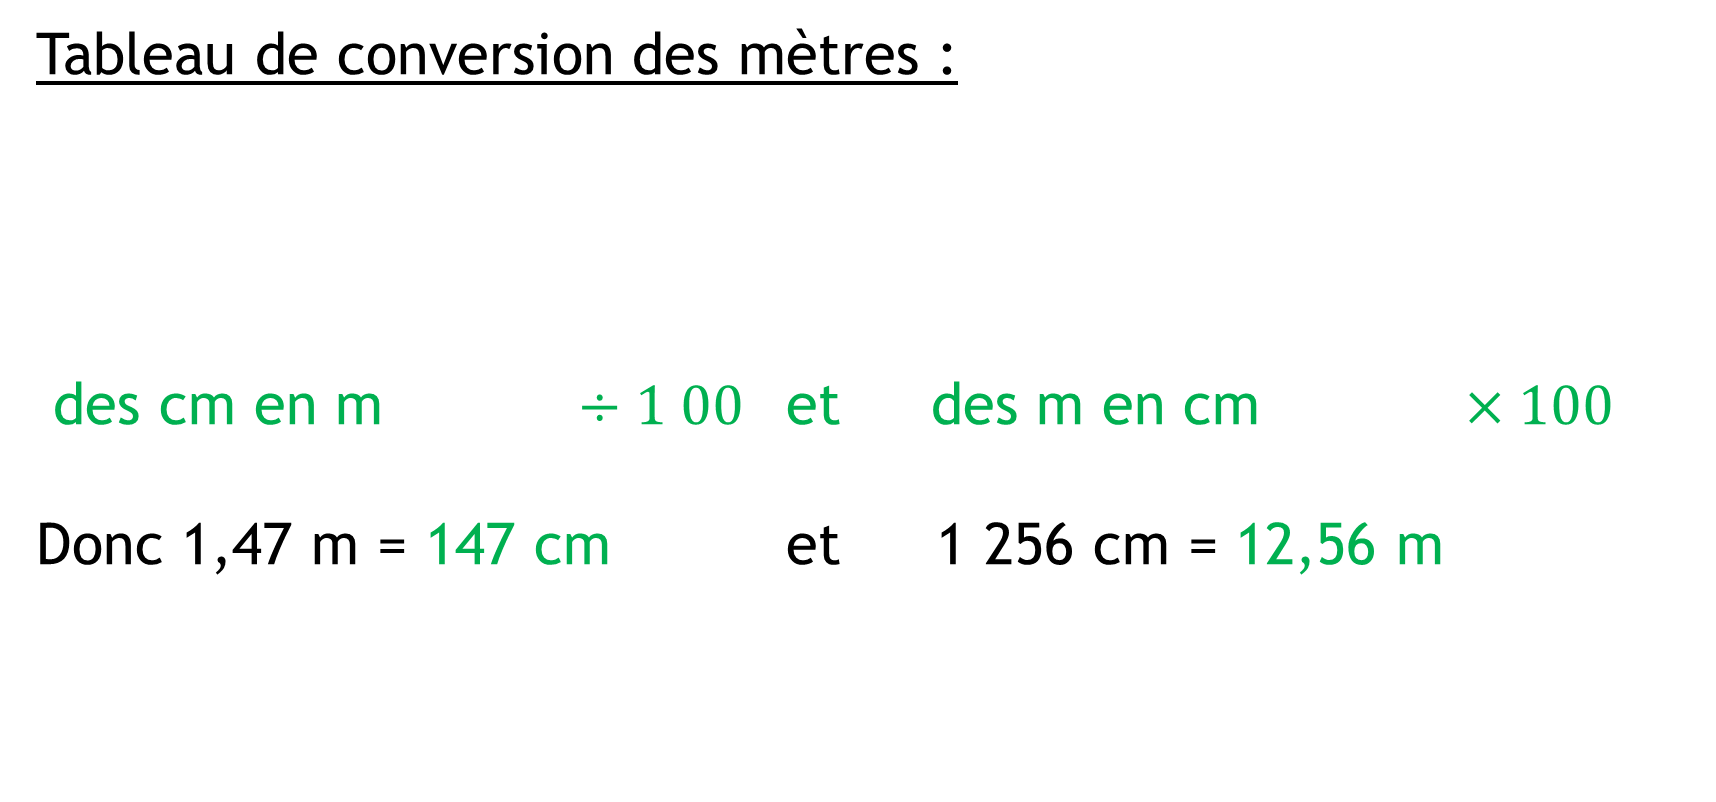 Tableau de conversion des mètres :
des cm en m ÷ 1 00 et des m en cm × 100
Donc 1,47 m = 147 cm et 1 256 cm = 12,56 m